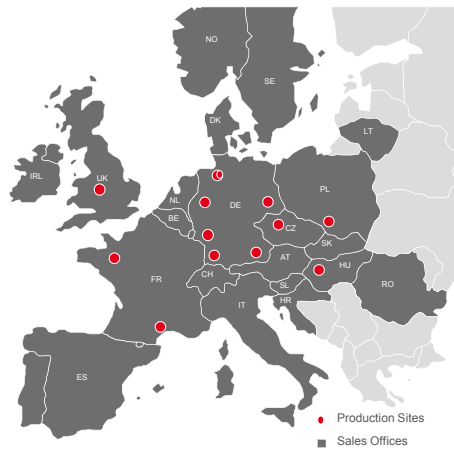 NO
SE
DK
LT
IRL
UK
PL
NL
DE
BE
CZ
SK
AT
HU
CH
FR
SL
RO
HR
IT
ES
Production Sites
Sales Offices